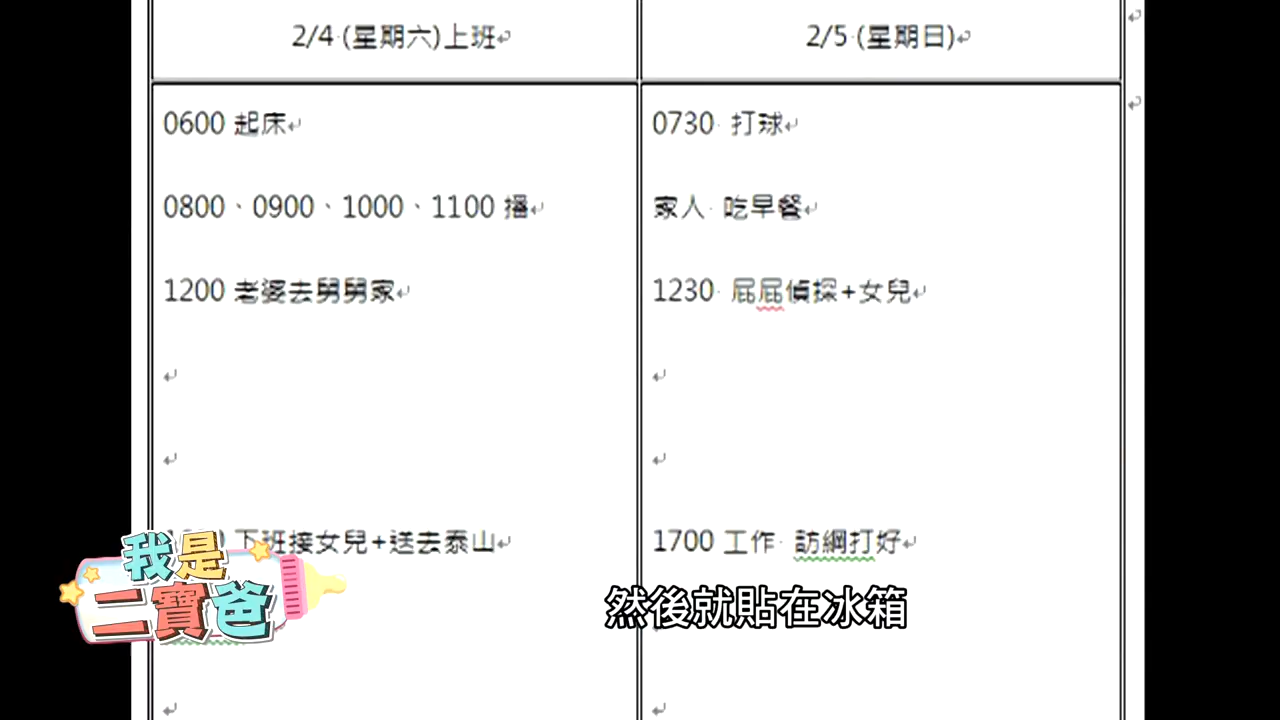 2/4 (星期六)上班
2/5 (星期日)
0600 起床
0800、0900、1000、1100 播
1200 老婆去舅舅家
下班接女兒+送去泰山
0730 打球
家人 吃早餐
1230 屁屁偵探+女兒
1700 工作 訪綱打好
我是
二寶爸
然後就貼在冰箱